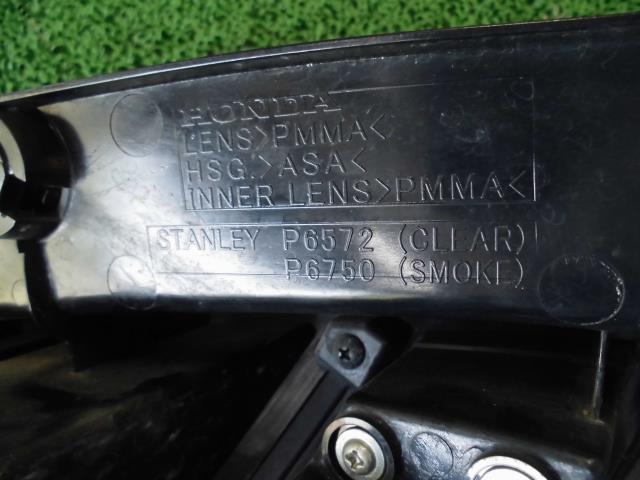 HONDA
LENS>PMMA<
HSG.>ASA<
INNER LENS>PMMA<
STANLEY P6572 (CLEAR)
P6750 (SMOKE)